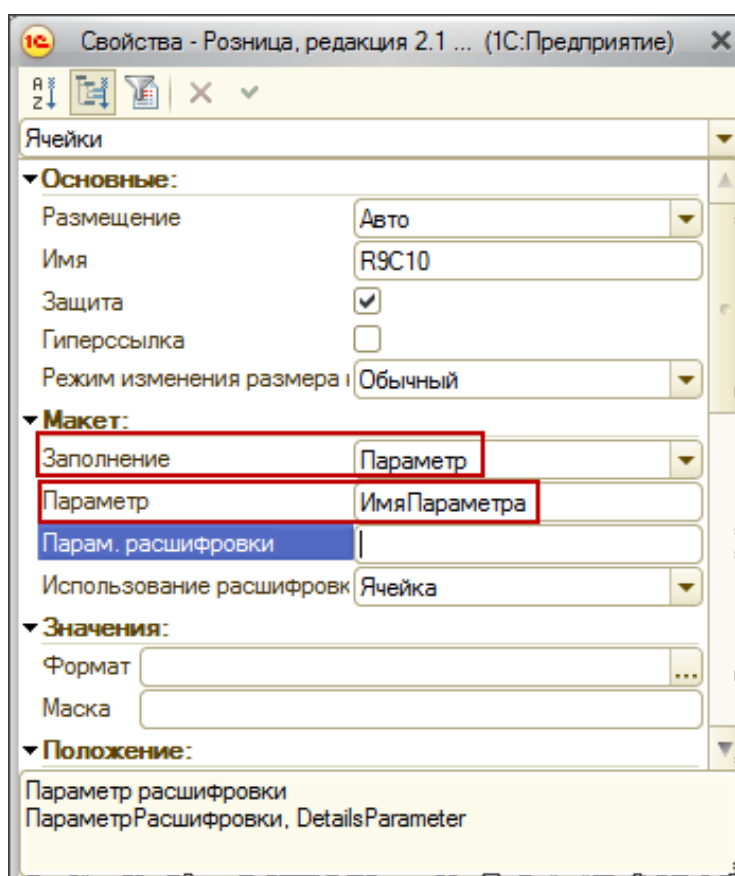 1С Свойства - Розница, редакция 2.1 ... (1С:Предприятие)
Ячейки
Основные:
Размещение Авто
Имя R9C10
Защита
Гиперссылка
Режим изменения размера Обычный
Макет:
Заполнение Параметр
Параметр ИмяПараметра
Парам. расшифровки
Использование расшифровк Ячейка
Значения:
Формат ...
Маска
Положение:
Параметр расшифровки
ПараметрРасшифровки, DetailsParameter